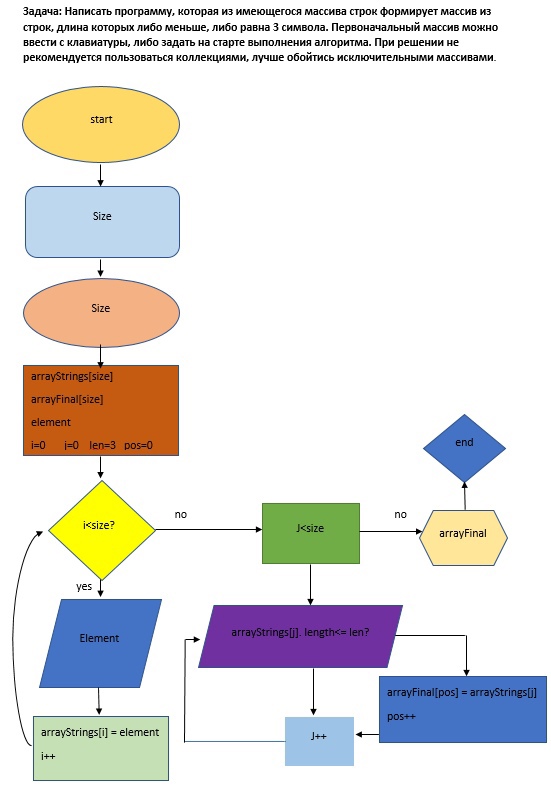 Задача: Написать программу, которая из имеющегося массива строк формирует массив из
строк, длина которых либо меньше, либо равна 3 символа. Первоначальный массив можно
ввести с клавиатуры, либо задать на старте выполнения алгоритма. При решении не
рекомендуется пользоваться коллекциями, лучше обойтись исключительными массивами.
start
Size
Size
arrayStrings[size]
arrayFinal[size]
element
i=0 i=0 len=3 pos=0
i<size?
no
J<size
no
arrayFinal
end
yes
Element
arrayStrings[i] = element
i++
arrayStrings[j]. length<= len?
arrayFinal[pos] = arrayStrings[j]
pos++
J++